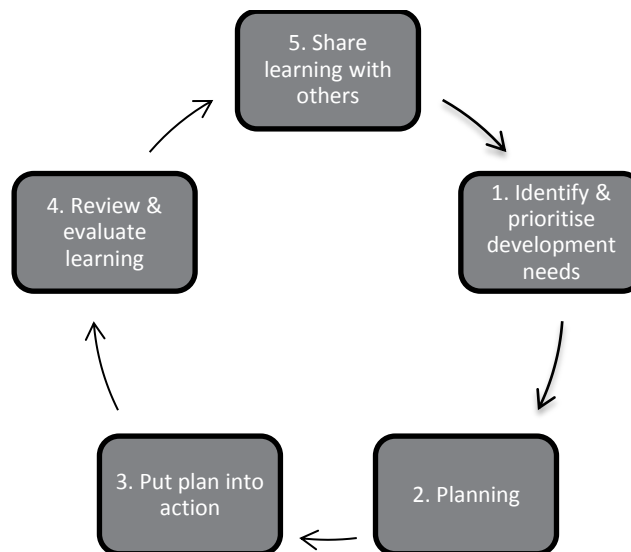 5. Share
learning with
others
1. Identify &
prioritise
development
needs
2. Planning
3. Put plan into
action
4. Review &
evaluate
learning